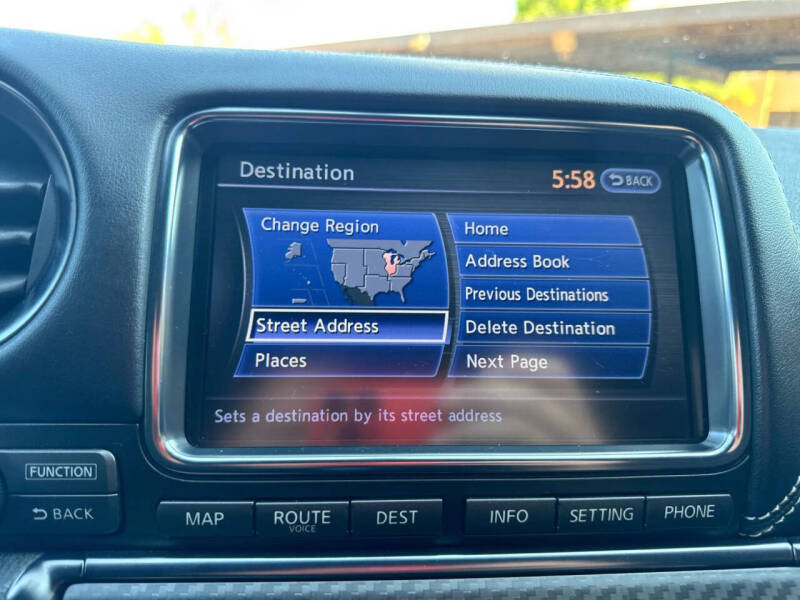 Destination
5:58
BACK
Change Region
Home
Address Book
Previous Destinations
Street Address
Delete Destination
Places
Next Page
Sets a destination by its street address
FUNCTION
BACK
MAP
ROUTE
VOICE
DEST
INFO
SETTING
PHONE